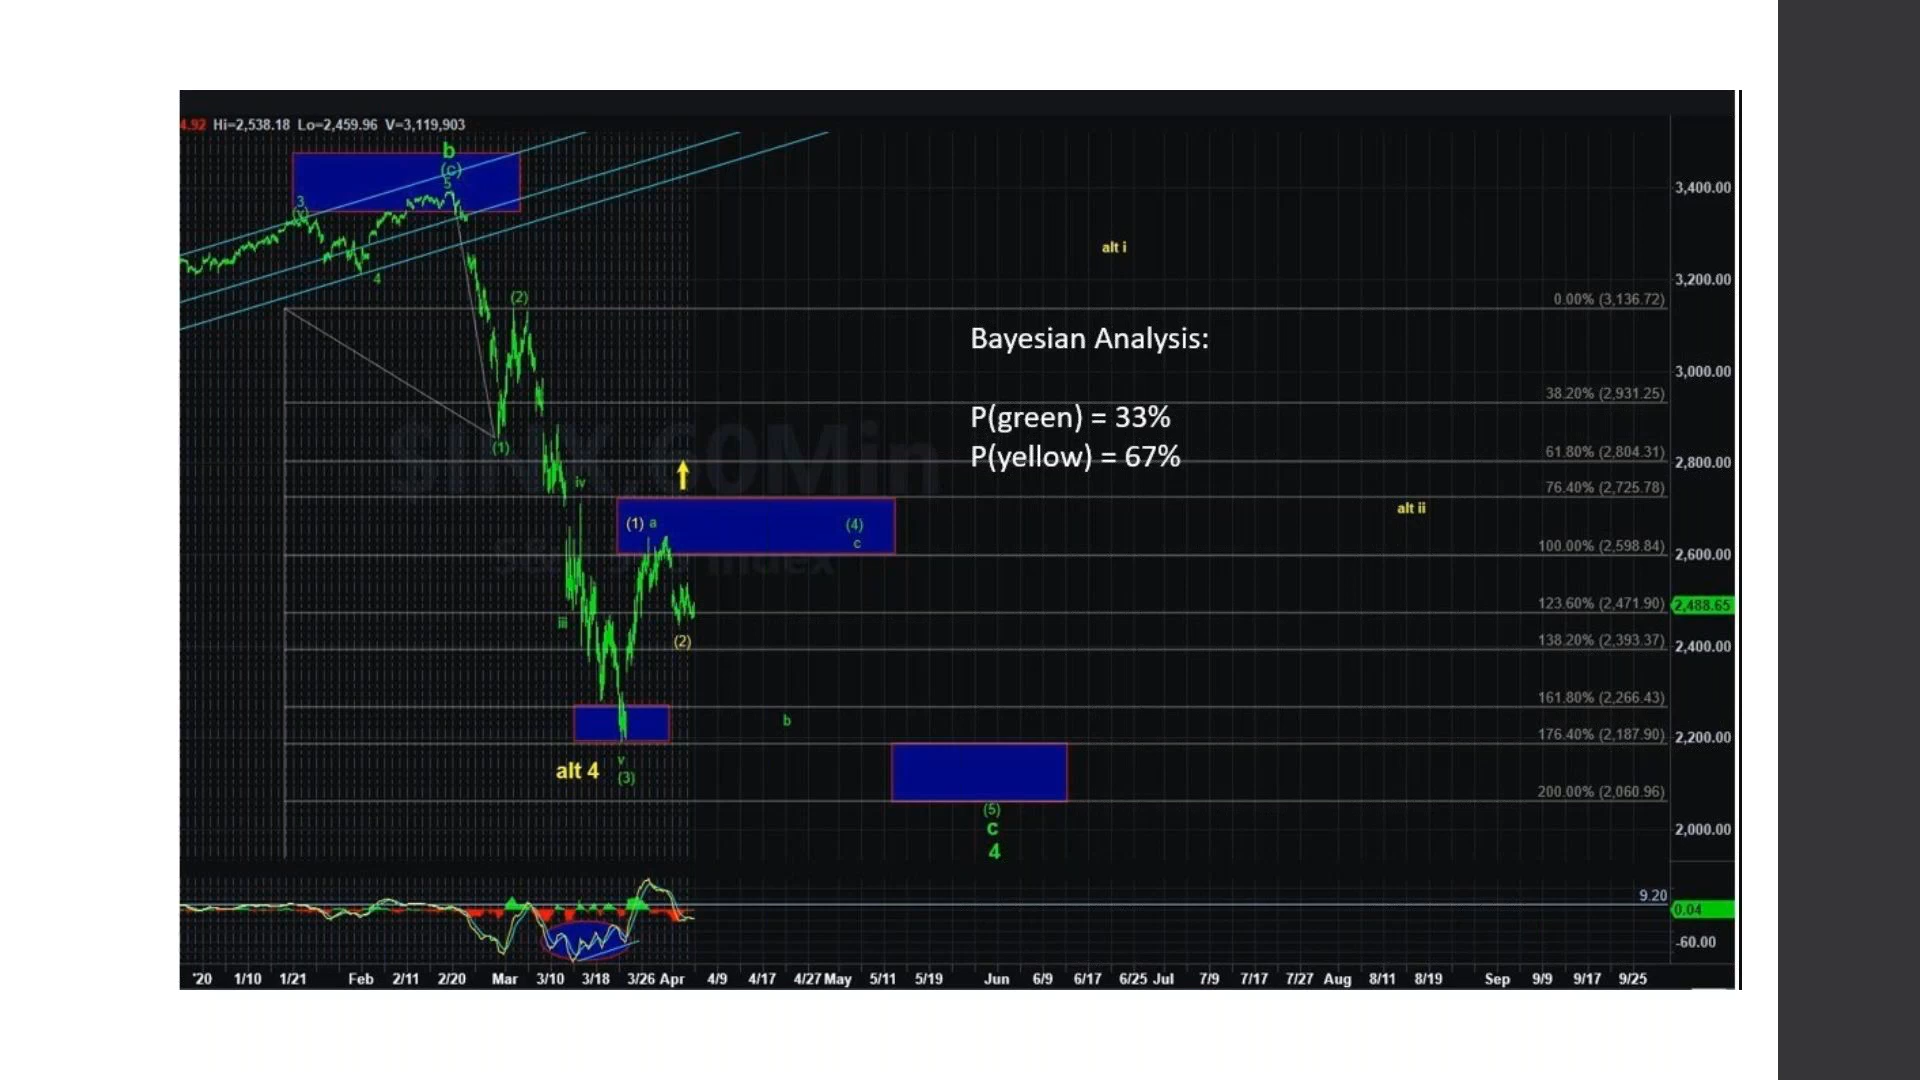 4.92 Hi=2,538.18 Lo=2,459.96 V=3,119,903
b
(c)
5
3
4
3,400.00
alt i
3,200.00
(2)
0.00% (3,136.72)
Bayesian Analysis:
3,000.00
38.20% (2,931.25)
P(green) = 33%
(1)
P(yellow) = 67%
61.80% (2,804.31)
2,800.00
iv
76.40% (2,725.78)
alt ii
(1) a
(4)
c
100.00% (2,598.84)
2,600.00
123.60% (2,471.90)
2,488.65
iii
(2)
138.20% (2,393.37)
2,400.00
161.80% (2,266.43)
b
176.40% (2,187.90)
2,200.00
v
alt 4
(3)
200.00% (2,060.96)
(5)
c
4
2,000.00
9.20
0.04
-60.00
'20 1/10 1/21 Feb 2/11 2/20 Mar 3/10 3/18 3/26 Apr 4/9 4/17 4/27 May 5/11 5/19 Jun 6/9 6/17 6/25 Jul 7/9 7/17 7/27 Aug 8/11 8/19 Sep 9/9 9/17 9/25